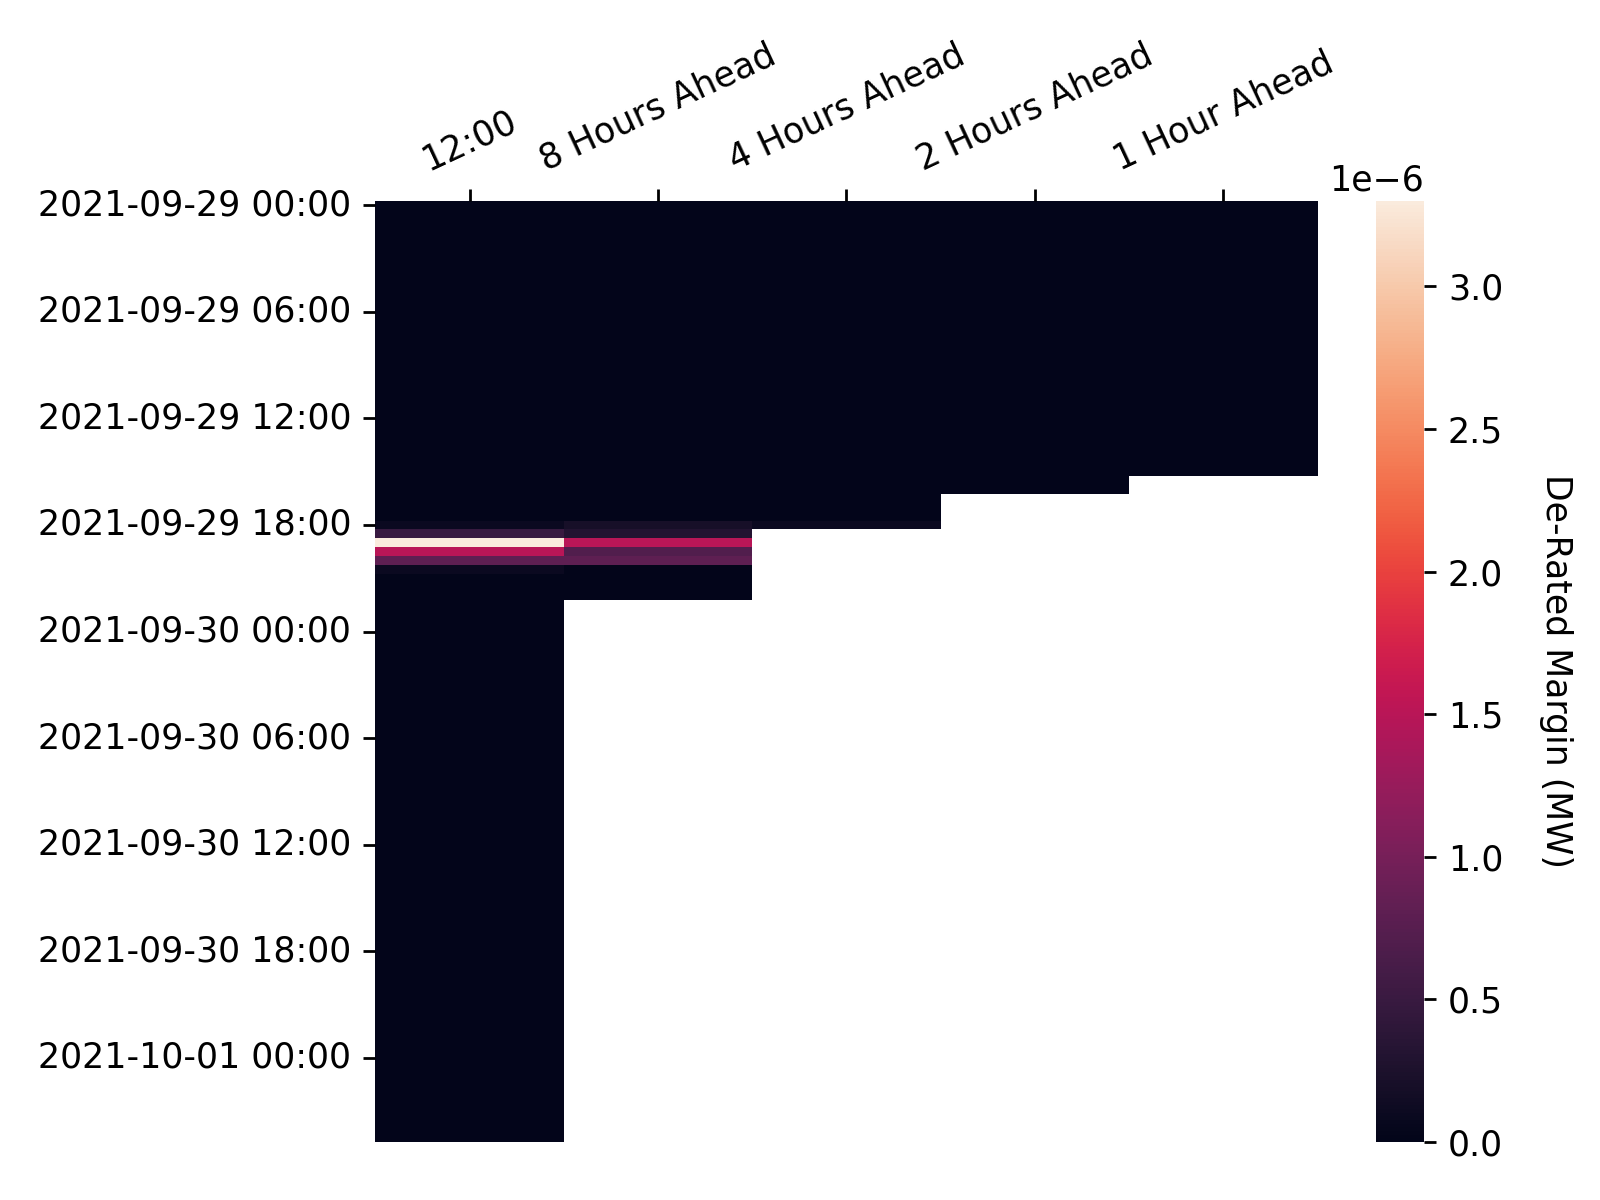 12:00
8 Hours Ahead
4 Hours Ahead
2 Hours Ahead
1 Hour Ahead
1e−6
2021-09-29 00:00
2021-09-29 06:00
2021-09-29 12:00
2021-09-29 18:00
2021-09-30 00:00
2021-09-30 06:00
2021-09-30 12:00
2021-09-30 18:00
2021-10-01 00:00
3.0
2.5
2.0
1.5
1.0
0.5
0.0
De-Rated Margin (MW)